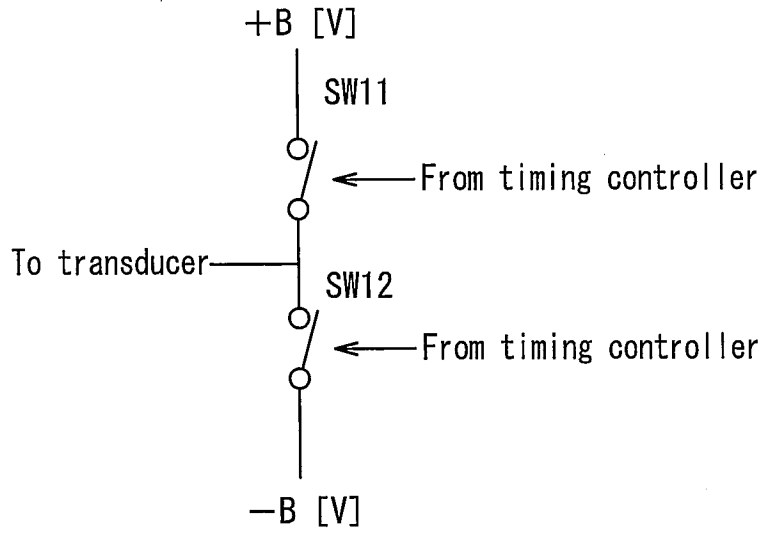 +B [V]
SW11
From timing controller
To transducer
SW12
From timing controller
−B [V]